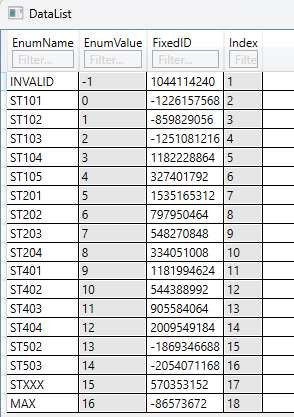 DataList
EnumName EnumValue FixedID Index
Filter... Filter... Filter... Filter...
INVALID -1 1044114240 1
ST101 0 -1226157568 2
ST102 1 -859829056 3
ST103 2 -1251081216 4
ST104 3 1182228864 5
ST105 4 327401792 6
ST201 5 1535165312 7
ST202 6 797950464 8
ST203 7 548270848 9
ST204 8 334051008 10
ST401 9 1181994624 11
ST402 10 544388992 12
ST403 11 905584064 13
ST404 12 2009549184 14
ST502 13 -1869346688 15
ST503 14 -2054071168 16
STXXX 15 570353152 17
MAX 16 -86573672 18